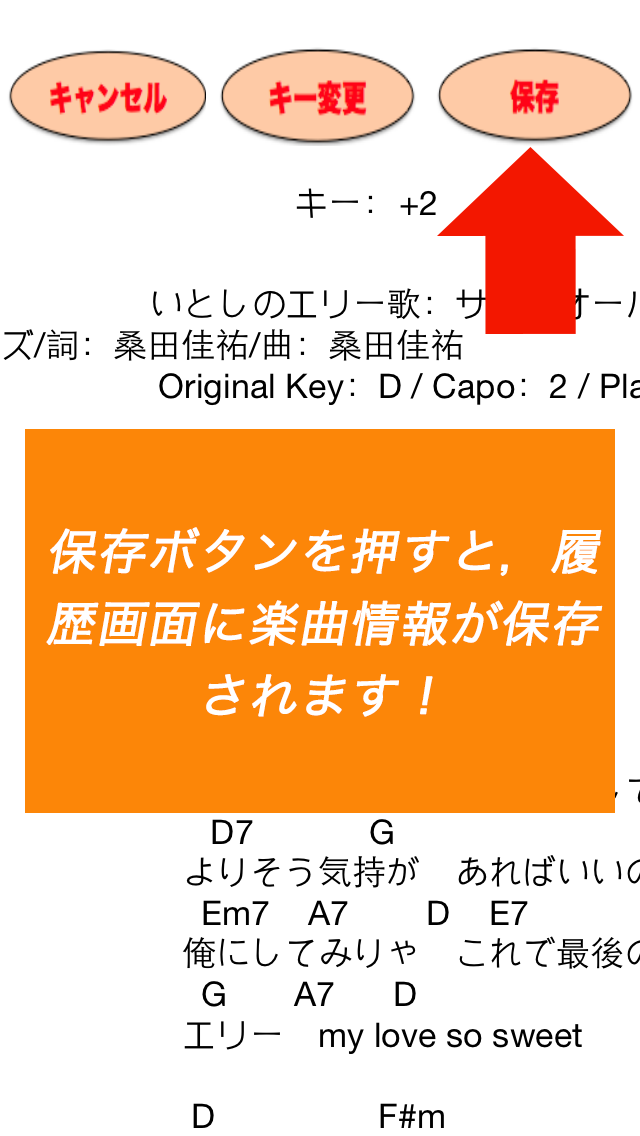 キャンセル キー変更 保存
キー： +2
いとしのエリー歌：サ オー
ズ/詞：桑田佳祐/曲：桑田佳祐
Original Key：D / Capo：2 / Pla
保存ボタンを押すと，履
歴画面に楽曲情報が保存
されます！
D7 G
よりそう気持が　あればいいの
Em7 A7 D E7
俺にしてみりゃ　これで最後の
G A7 D
エリー　my love so sweet
D F#m